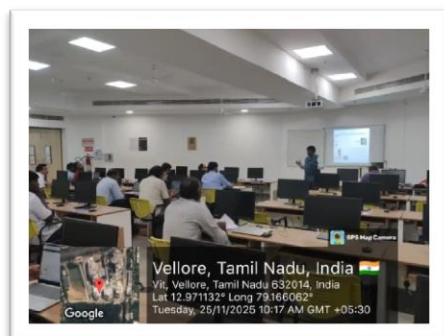 GPS Map Camera
Vellore, Tamil Nadu, India
Vit, Vellore, Tamil Nadu 632014, India
Lat 12.971132° Long 79.166062°
Tuesday, 25/11/2025 10:17 AM GMT +05:30
Google